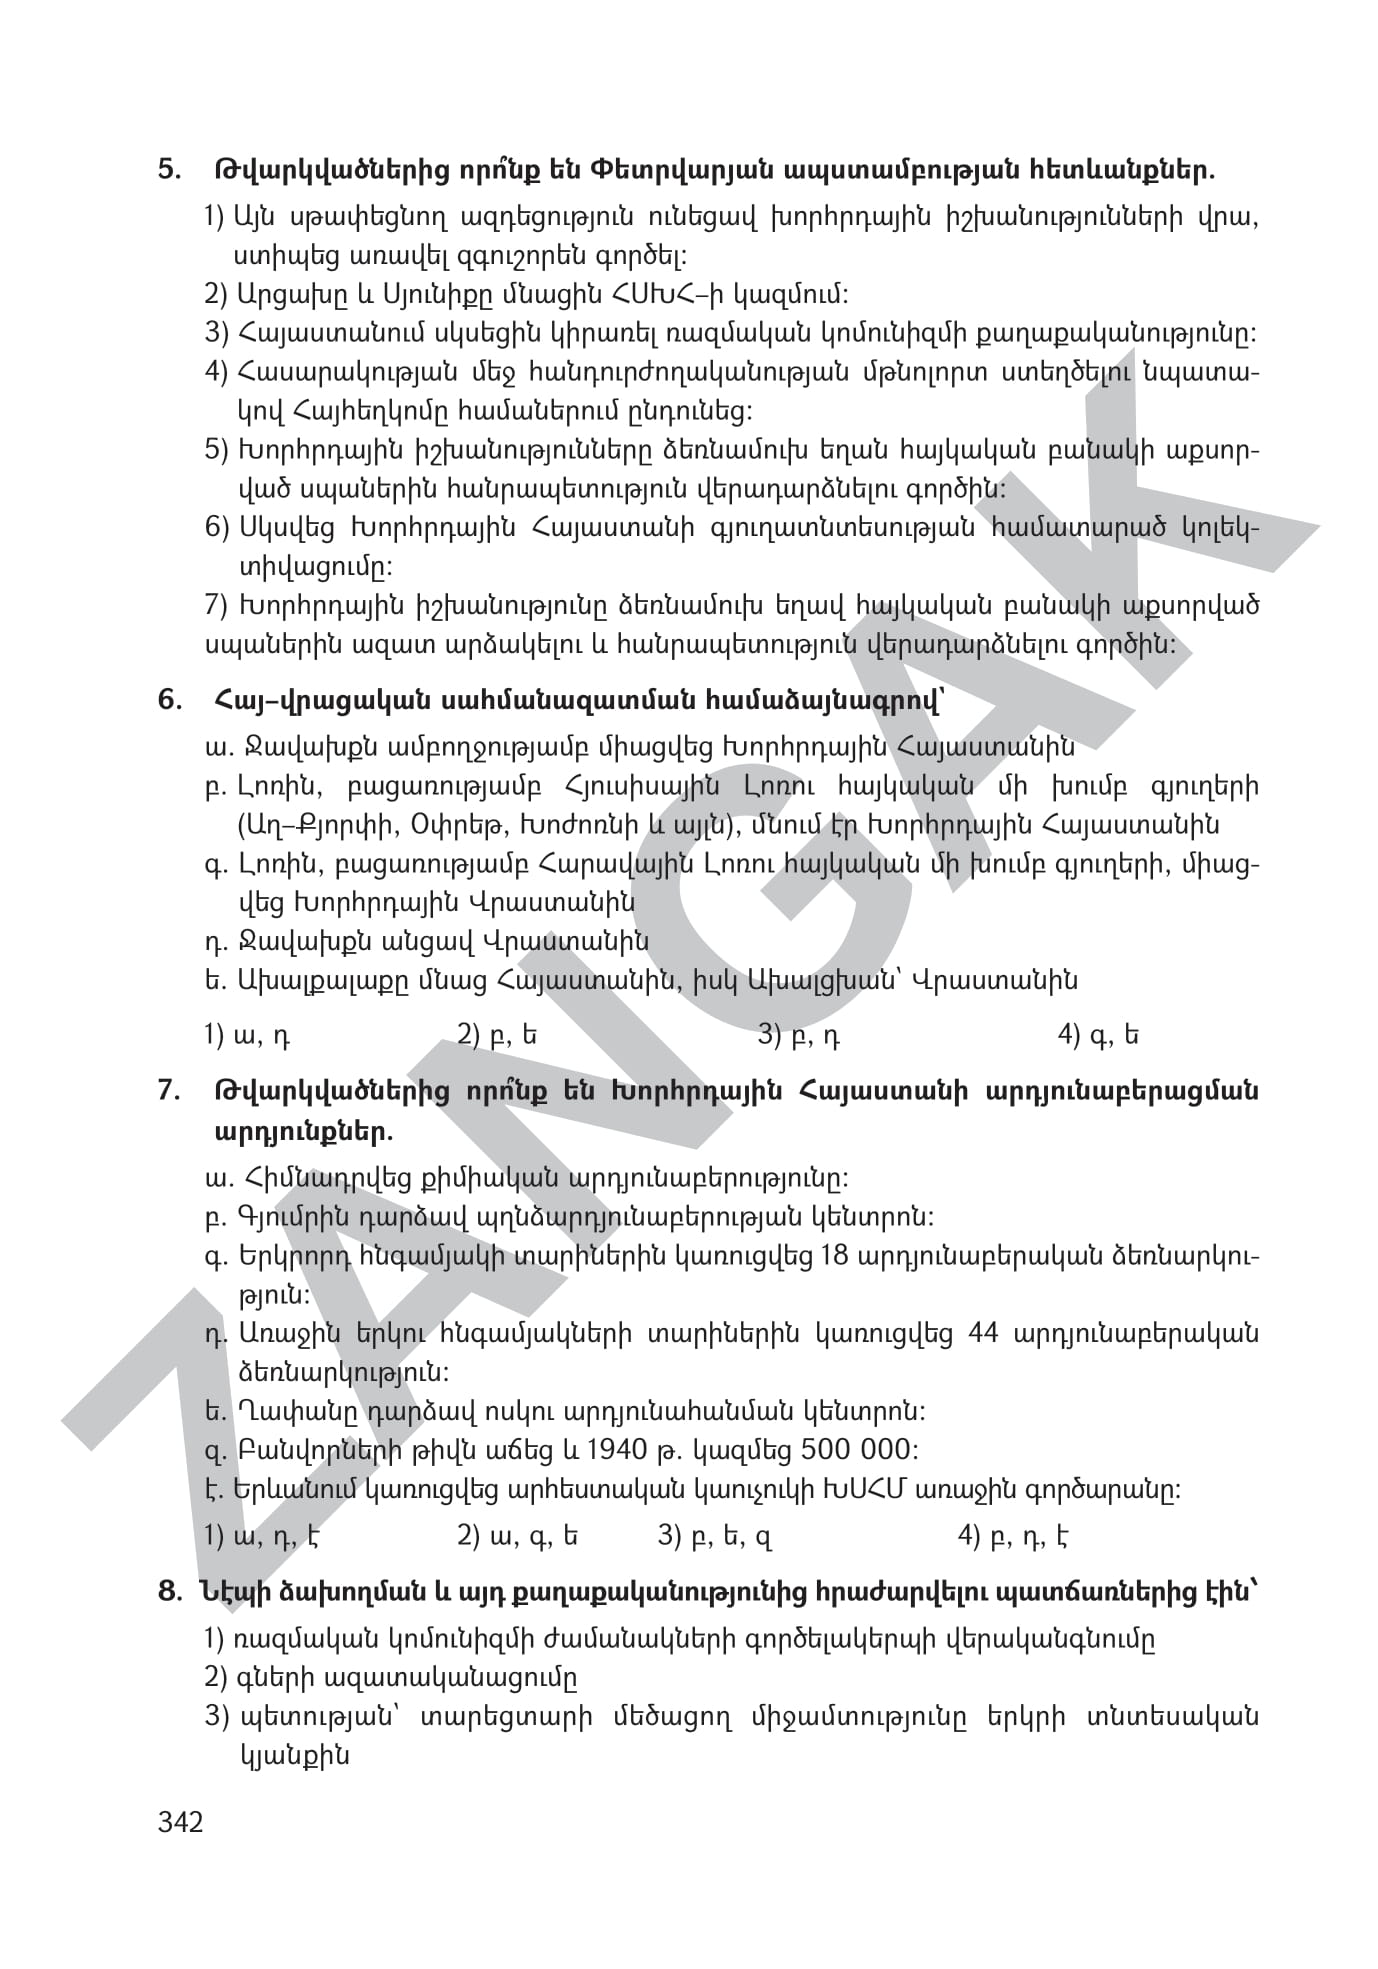 5. Թվարկվածներից որո՞նք են Փետրվարյան ապստամբության հետևանքներ.
1) Այն սթափեցնող ազդեցություն ունեցավ խորհրդային իշխանությունների վրա,
ստիպեց առավել զգուշորեն գործել:
2) Արցախը և Սյունիքը մնացին ՀՍԽՀ–ի կազմում:
3) Հայաստանում սկսեցին կիրառել ռազմական կոմունիզմի քաղաքականությունը:
4) Հասարակության մեջ հանդուրժողականության մթնոլորտ ստեղծելու նպատա-
կով Հայհեղկոմը համաներում ընդունեց:
5) Խորհրդային իշխանությունները ձեռնամուխ եղան հայկական բանակի աքսոր-
ված սպաներին հանրապետություն վերադարձնելու գործին:
6) Սկսվեց Խորհրդային Հայաստանի գյուղատնտեսության համատարած կոլեկ-
տիվացումը:
7) Խորհրդային իշխանությունը ձեռնամուխ եղավ հայկական բանակի աքսորված
սպաներին ազատ արձակելու և հանրապետություն վերադարձնելու գործին:
6. Հայ–վրացական սահմանազատման համաձայնագրով՝
ա. Ջավախքն ամբողջությամբ միացվեց Խորհրդային Հայաստանին
բ. Լոռին, բացառությամբ Հյուսիսային Լոռու հայկական մի խումբ գյուղերի
(Աղ–Քյորփի, Օփրեթ, Խոժոռնի և այլն), մնում էր Խորհրդային Հայաստանին
գ. Լոռին, բացառությամբ Հարավային Լոռու հայկական մի խումբ գյուղերի, միաց-
վեց Խորհրդային Վրաստանին
դ. Ջավախքն անցավ Վրաստանին
ե. Ախալքալաքը մնաց Հայաստանին, իսկ Ախալցխան՝ Վրաստանին
1) ա, դ 2) բ, ե 3) բ, դ 4) գ, ե
7. Թվարկվածներից որո՞նք են Խորհրդային Հայաստանի արդյունաբերացման
արդյունքներ.
ա. Հիմնադրվեց քիմիական արդյունաբերությունը:
բ. Գյումրին դարձավ պղնձարդյունաբերության կենտրոն:
գ. Երկրորդ հնգամյակի տարիներին կառուցվեց 18 արդյունաբերական ձեռնարկու-
թյուն:
դ. Առաջին երկու հնգամյակների տարիներին կառուցվեց 44 արդյունաբերական
ձեռնարկություն:
ե. Ղափանը դարձավ ոսկու արդյունահանման կենտրոն:
զ. Բանվորների թիվն աճեց և 1940 թ. կազմեց 500 000:
է. Երևանում կառուցվեց արհեստական կաուչուկի ԽՍՀՄ առաջին գործարանը:
1) ա, դ, է 2) ա, գ, ե 3) բ, ե, զ 4) բ, դ, է
8. Նէպի ձախողման և այդ քաղաքականությունից հրաժարվելու պատճառներից էին՝
1) ռազմական կոմունիզմի ժամանակների գործելակերպի վերականգնումը
2) գների ազատականացումը
3) պետության՝ տարեցտարի մեծացող միջամտությունը երկրի տնտեսական
կյանքին
342
ZANGAK